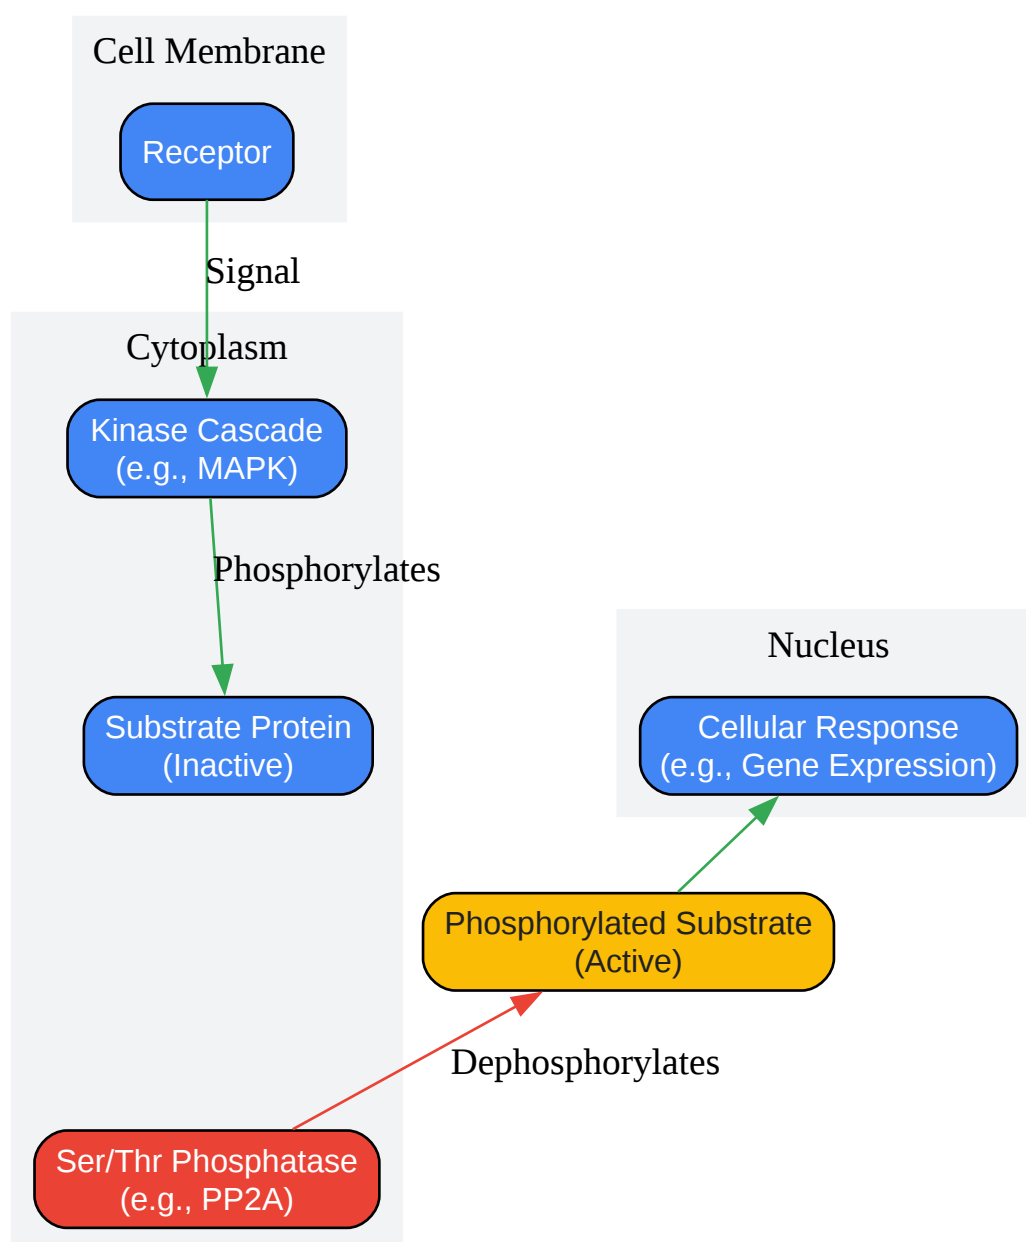 Cell Membrane
Receptor
Signal
Cytoplasm
Kinase Cascade
(e.g., MAPK)
Phosphorylates
Substrate Protein
(Inactive)
Nucleus
Cellular Response
(e.g., Gene Expression)
Phosphorylated Substrate
(Active)
Dephosphorylates
Ser/Thr Phosphatase
(e.g., PP2A)